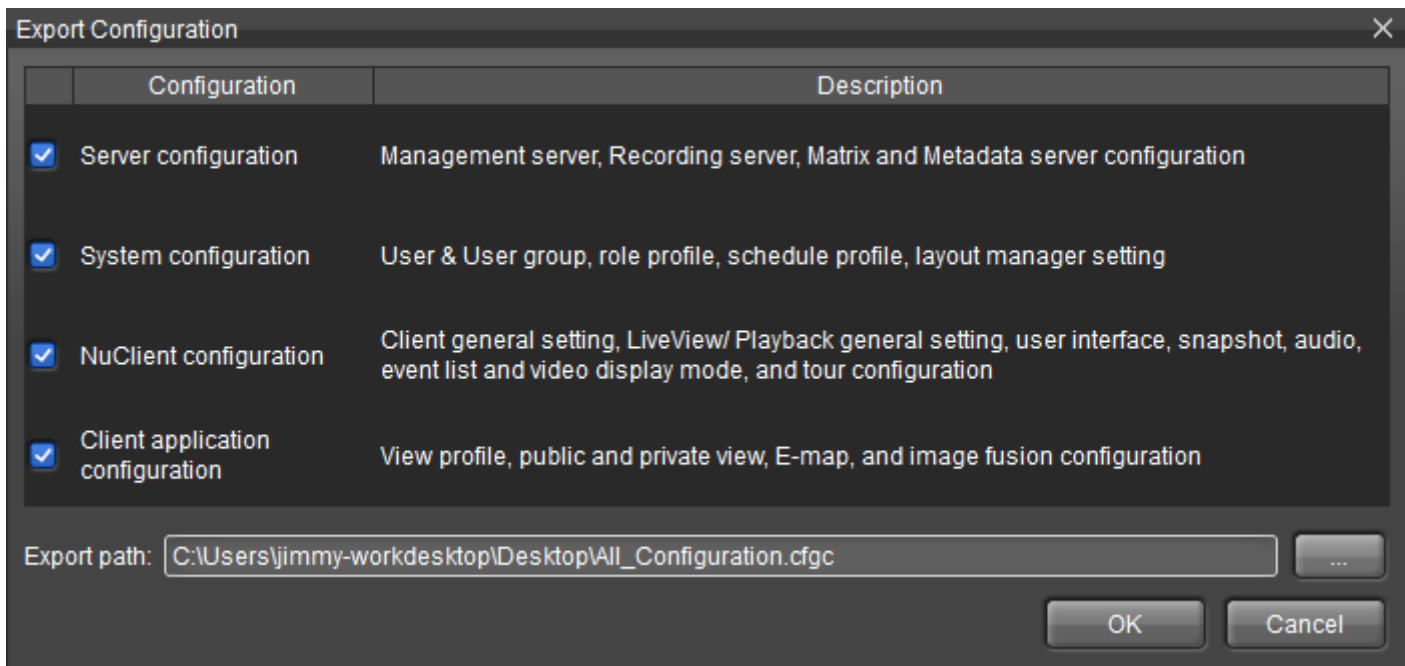 Export Configuration
Configuration Description
Server configuration Management server, Recording server, Matrix and Metadata server configuration
System configuration User & User group, role profile, schedule profile, layout manager setting
NuClient configuration Client general setting, LiveView/ Playback general setting, user interface, snapshot, audio,
event list and video display mode, and tour configuration
Client application
configuration
View profile, public and private view, E-map, and image fusion configuration
Export path: C:\Users\jimmy-workdesktop\Desktop\All_Configuration.cfgc ...
OK Cancel